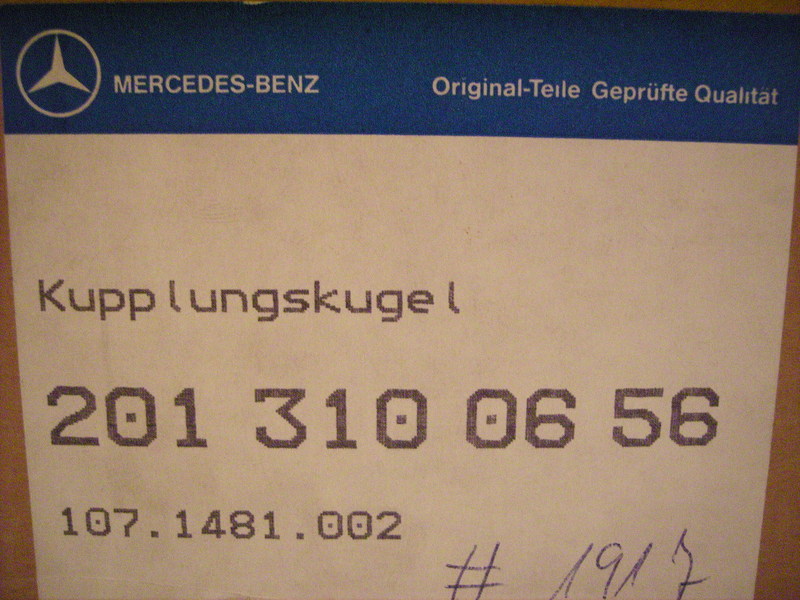 MERCEDES-BENZ Original-Teile Geprüfte Qualität
Kupplungskugel
201 310 06 56
107.1481.002
# 1917